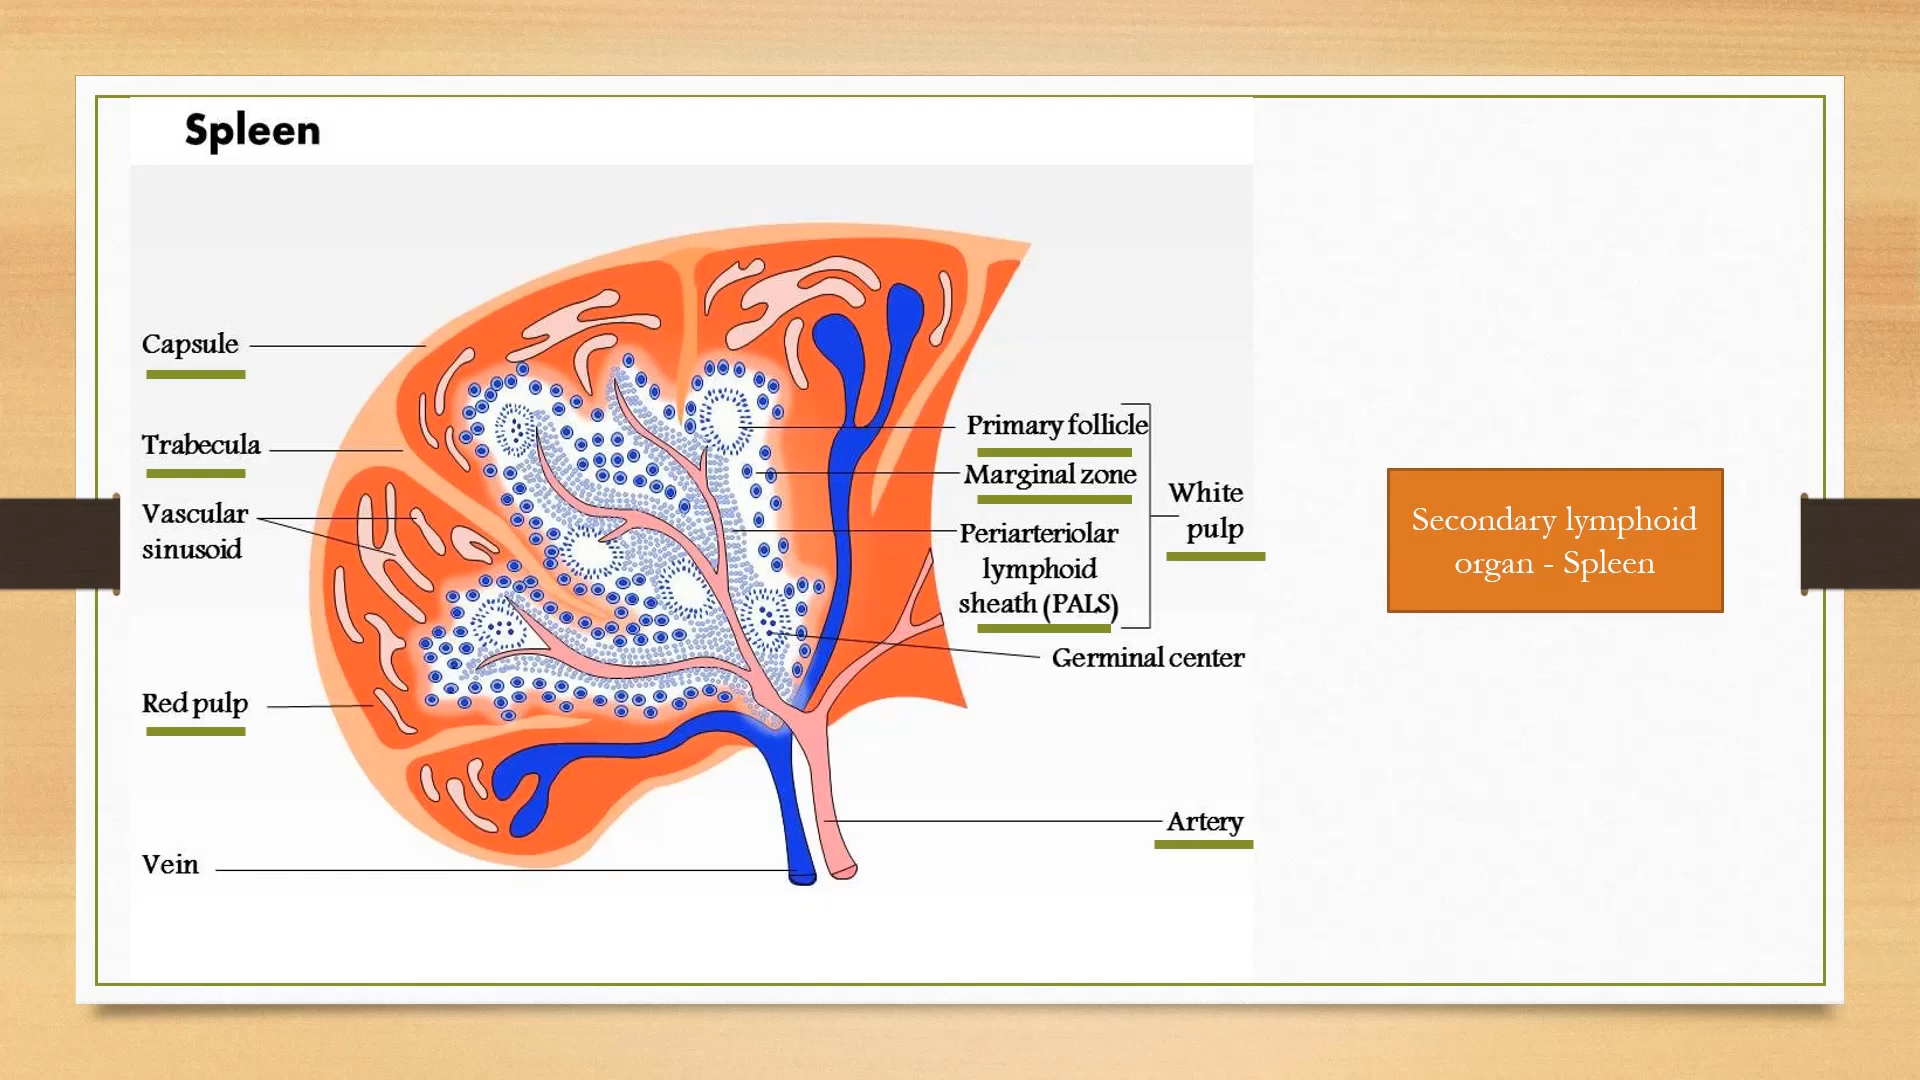 Spleen
Capsule
Trabecula
Vascular
sinusoid
Red pulp
Vein
Primary follicle
Marginal zone
Periarteriolar
lymphoid
sheath (PALS)
White
pulp
Germinal center
Artery
Secondary lymphoid
organ - Spleen